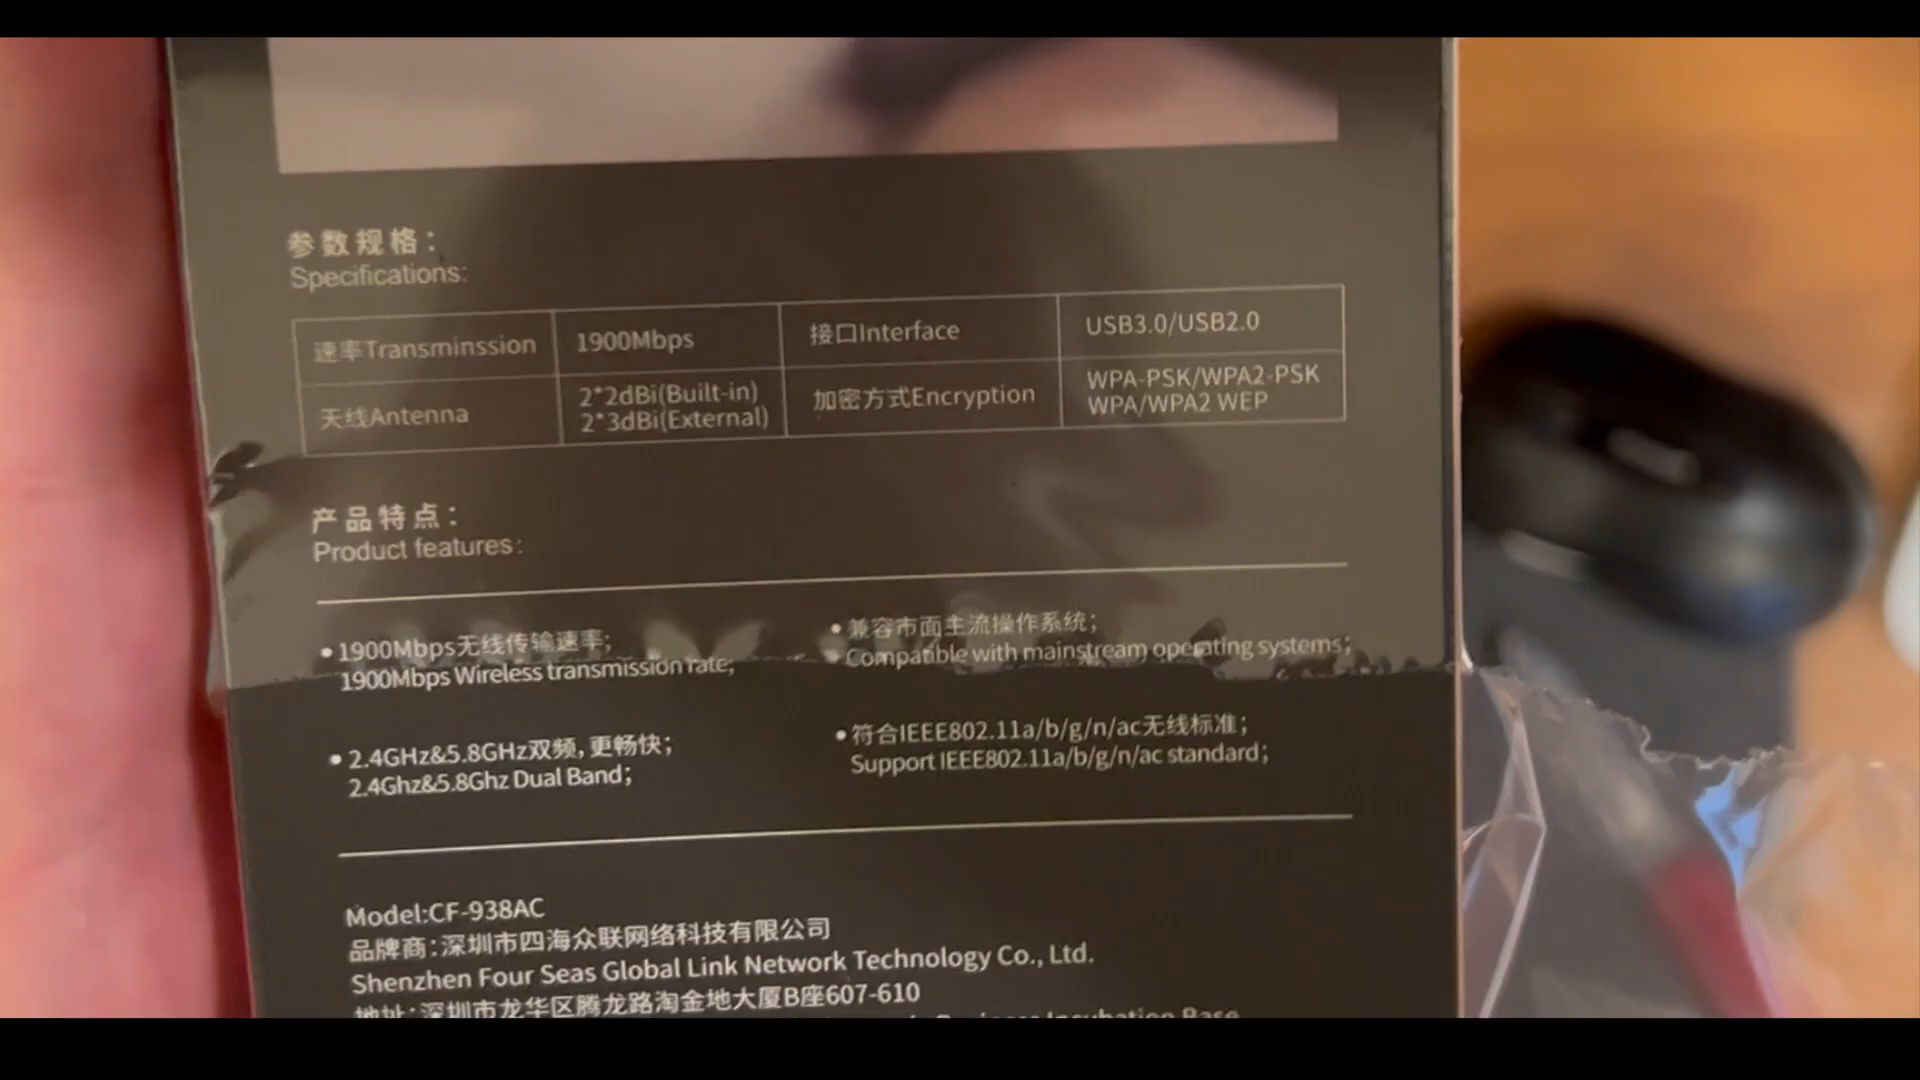 参数规格：
Specifications:
速率Transminssion 1900Mbps 接口Interface USB3.0/USB2.0
天线Antenna 2*2dBi(Built-in) 加密方式Encryption WPA-PSK/WPA2-PSK
2*3dBi(External) WPA/WPA2 WEP
产品特点：
Product features:
•1900Mbps无线传输速率;
1900Mbps Wireless transmission rate;
•兼容市面主流操作系统;
Compatible with mainstream operating systems;
•2.4GHz&5.8GHz双频,更畅快;
2.4Ghz&5.8Ghz Dual Band;
•符合IEEE802.11a/b/g/n/ac无线标准;
Support IEEE802.11a/b/g/n/ac standard;
Model:CF-938AC
品牌商:深圳市四海众联网络科技有限公司
Shenzhen Four Seas Global Link Network Technology Co., Ltd.
地址:深圳市龙华区腾龙路淘金地大厦B座607-610
Business Incubation Base